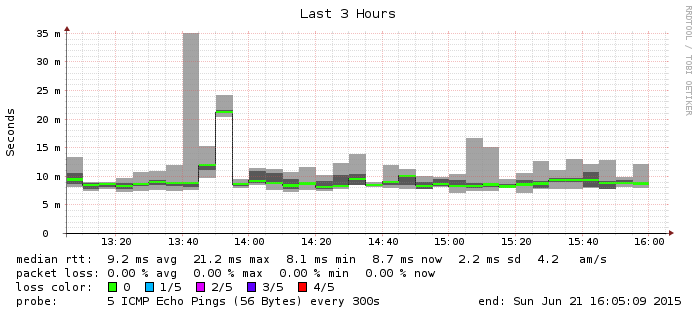 Last 3 Hours
RRDTOOL / TOBI OETIKER
Seconds
35 m
30 m
25 m
20 m
15 m
10 m
5 m
0
13:20 13:40 14:00 14:20 14:40 15:00 15:20 15:40 16:00
median rtt: 9.2 ms avg 21.2 ms max 8.1 ms min 8.7 ms now 2.2 ms sd 4.2 am/s
packet loss: 0.00 % avg 0.00 % max 0.00 % min 0.00 % now
loss color: 0 1/5 2/5 3/5 4/5
probe: 5 ICMP Echo Pings (56 Bytes) every 300s end: Sun Jun 21 16:05:09 2015